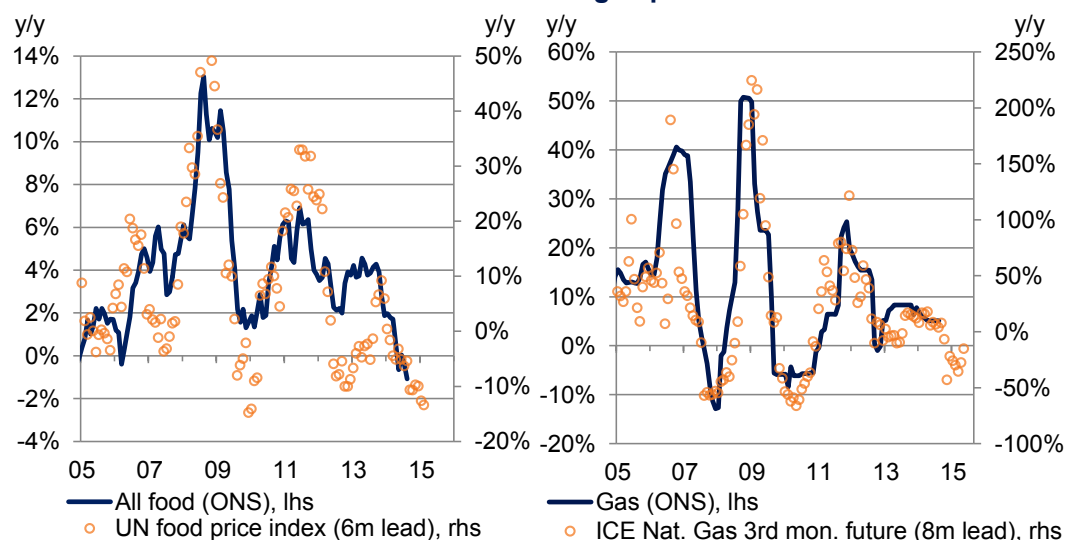 y/y y/y y/y y/y
14% 50% 60% 250%
12% 40% 50% 200%
10% 30% 40% 150%
8% 20% 30% 100%
6% 10% 20% 50%
4% 0% 10% 0%
2% -10% 0% -50%
0% -20% -10% -100%
-2% -20%
-4%
05 07 09 11 13 15 05 07 09 11 13 15
All food (ONS), lhs Gas (ONS), lhs
UN food price index (6m lead), rhs ICE Nat. Gas 3rd mon. future (8m lead), rhs